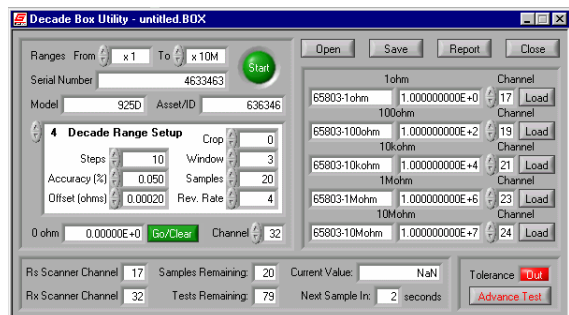 Decade Box Utility - untitled.BOX
Ranges From x 1 To x 10M Start
Serial Number 4633463
Model 925D Asset/ID 636346
4 Decade Range Setup Crop 0
Steps 10 Window 3
Accuracy (%) 0.050 Samples 20
Offset (ohms) 0.00020 Rev. Rate 4
0 ohm 0.00000E+0 Go/Clear Channel 32
Open Save Report Close
1ohm Channel
65803-1ohm 1.000000000E+0 17 Load
100ohm Channel
65803-100ohm 1.000000000E+2 19 Load
10kohm Channel
65803-10kohm 1.000000000E+4 21 Load
1Mohm Channel
65803-1Mohm 1.000000000E+6 23 Load
10Mohm Channel
65803-10Mohm 1.000000000E+7 24 Load
Rs Scanner Channel 17 Samples Remaining: 20 Current Value: NaN Tolerance Out
Rx Scanner Channel 32 Tests Remaining: 79 Next Sample In: 2 seconds Advance Test